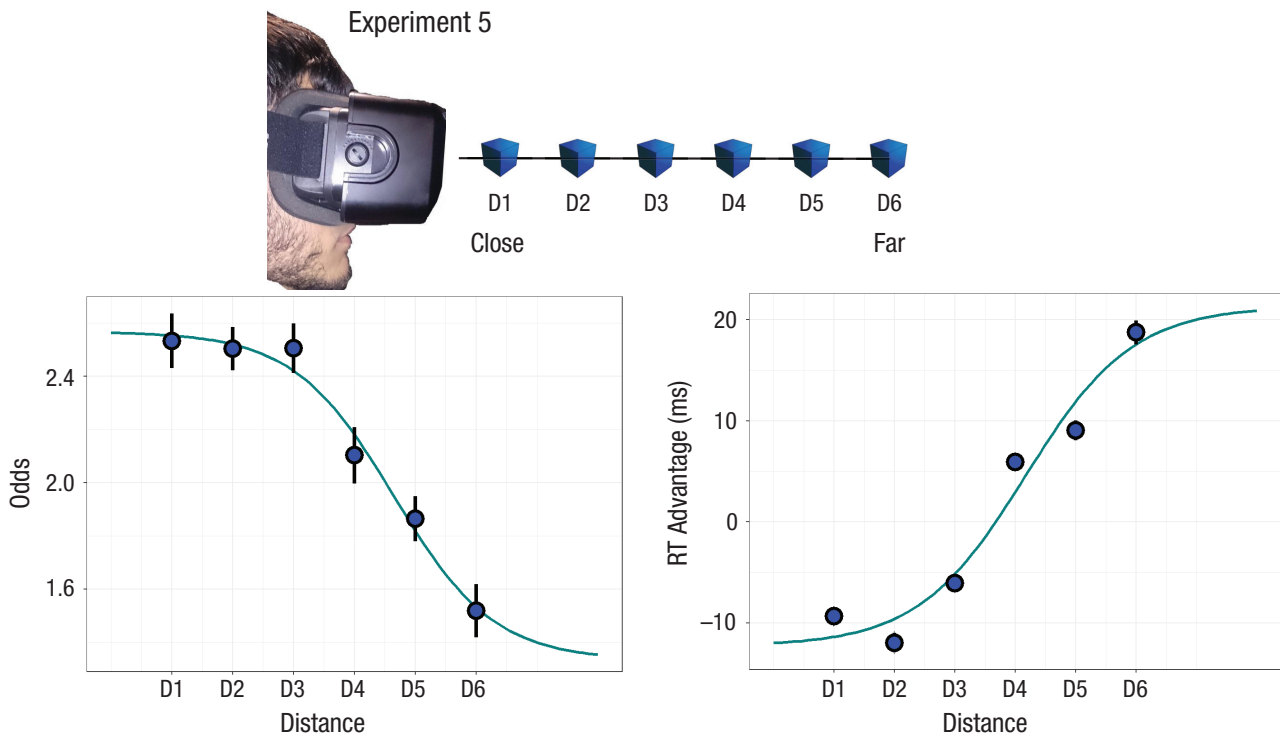 Experiment 5
D1 D2 D3 D4 D5 D6
Close Far
Odds
2.4
2.0
1.6
D1 D2 D3 D4 D5 D6
Distance
RT Advantage (ms)
20
10
0
–10
D1 D2 D3 D4 D5 D6
Distance